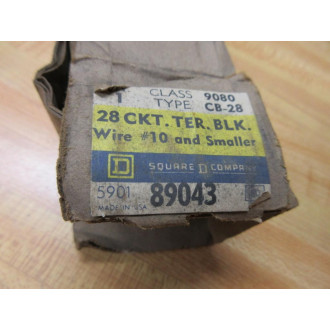 1 CLASS 9080
TYPE CB-28
28 CKT. TER. BLK.
Wire #10 and Smaller
D SQUARE D COMPANY
5901 89043
MADE IN USA